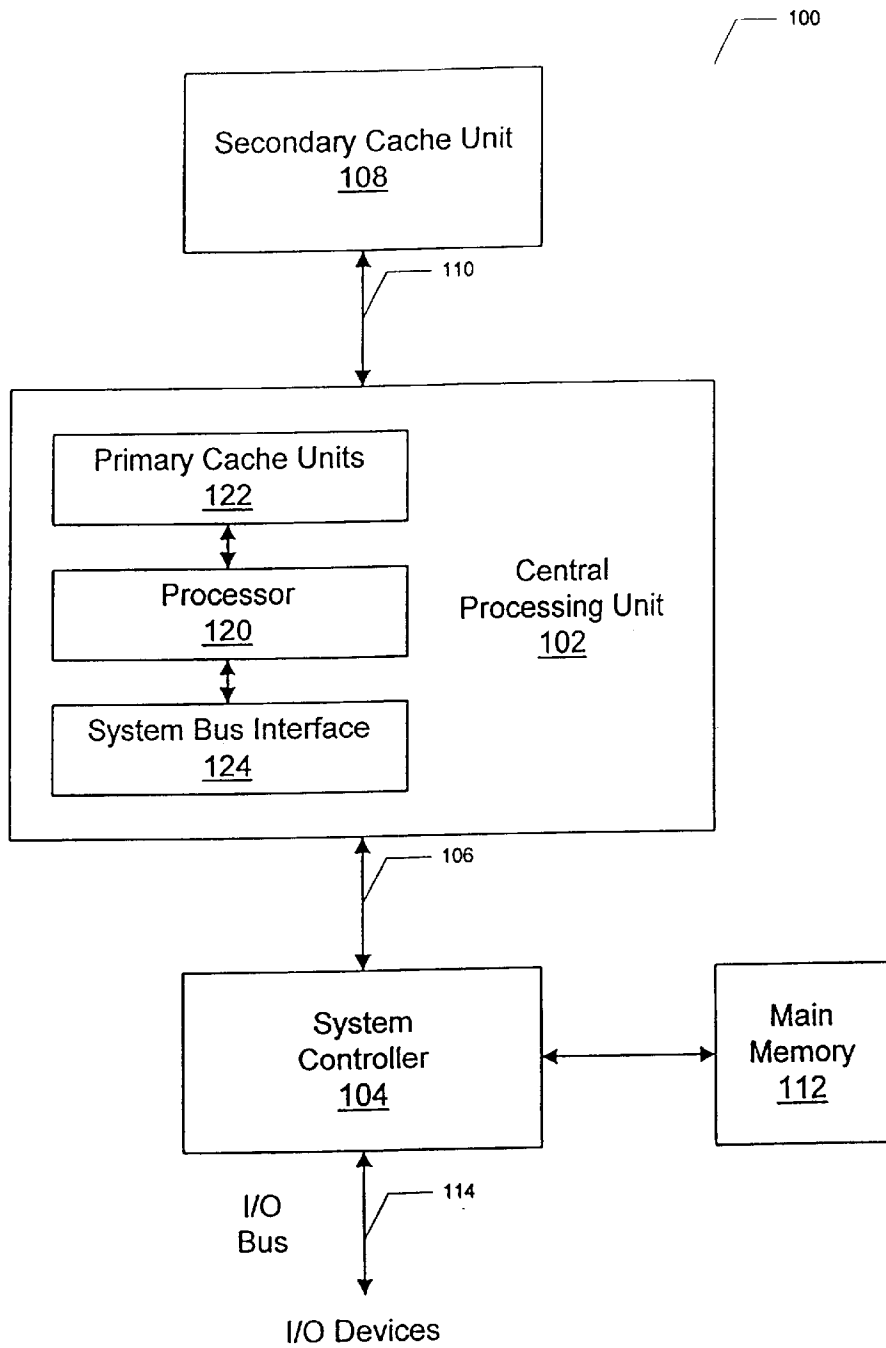 100
Secondary Cache Unit
108
110
Primary Cache Units
122
Processor
120
System Bus Interface
124
Central
Processing Unit
102
106
System
Controller
104
Main
Memory
112
I/O
Bus
114
I/O Devices